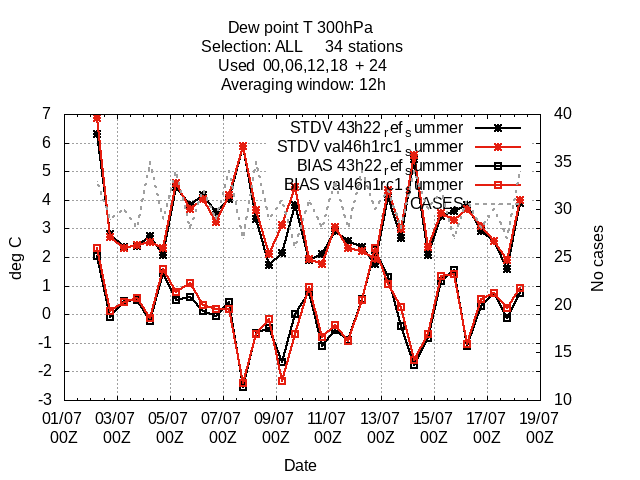 Dew point T 300hPa
Selection: ALL 34 stations
Used 00,06,12,18 + 24
Averaging window: 12h
STDV 43h22_ref_summer
STDV val46h1rc1_summer
BIAS 43h22_ref_summer
BIAS val46h1rc1_summer
CASES
deg C
7
6
5
4
3
2
1
0
-1
-2
-3
No cases
40
35
30
25
20
15
10
01/07 03/07 05/07 07/07 09/07 11/07 13/07 15/07 17/07 19/07
00Z 00Z 00Z 00Z 00Z 00Z 00Z 00Z 00Z 00Z
Date